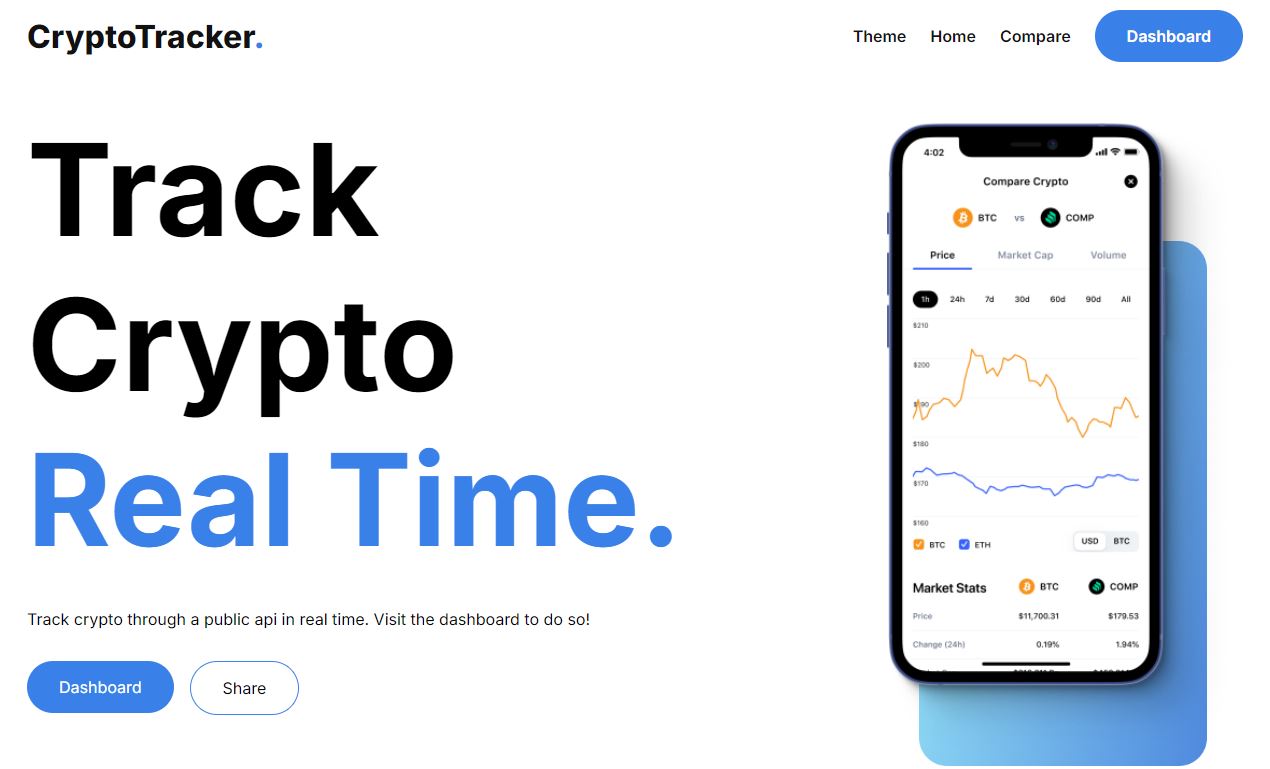 CryptoTracker.
Theme Home Compare Dashboard
Track
Crypto
Real Time.
Track crypto through a public api in real time. Visit the dashboard to do so!
Dashboard Share
4:02
Compare Crypto
BTC vs COMP
Price Market Cap Volume
1h 24h 7d 30d 60d 90d All
$210
$200
$190
$180
$170
$160
BTC ETH USD BTC
Market Stats BTC COMP
Price $11,700.31 $179.53
Change (24h) 0.19% 1.94%